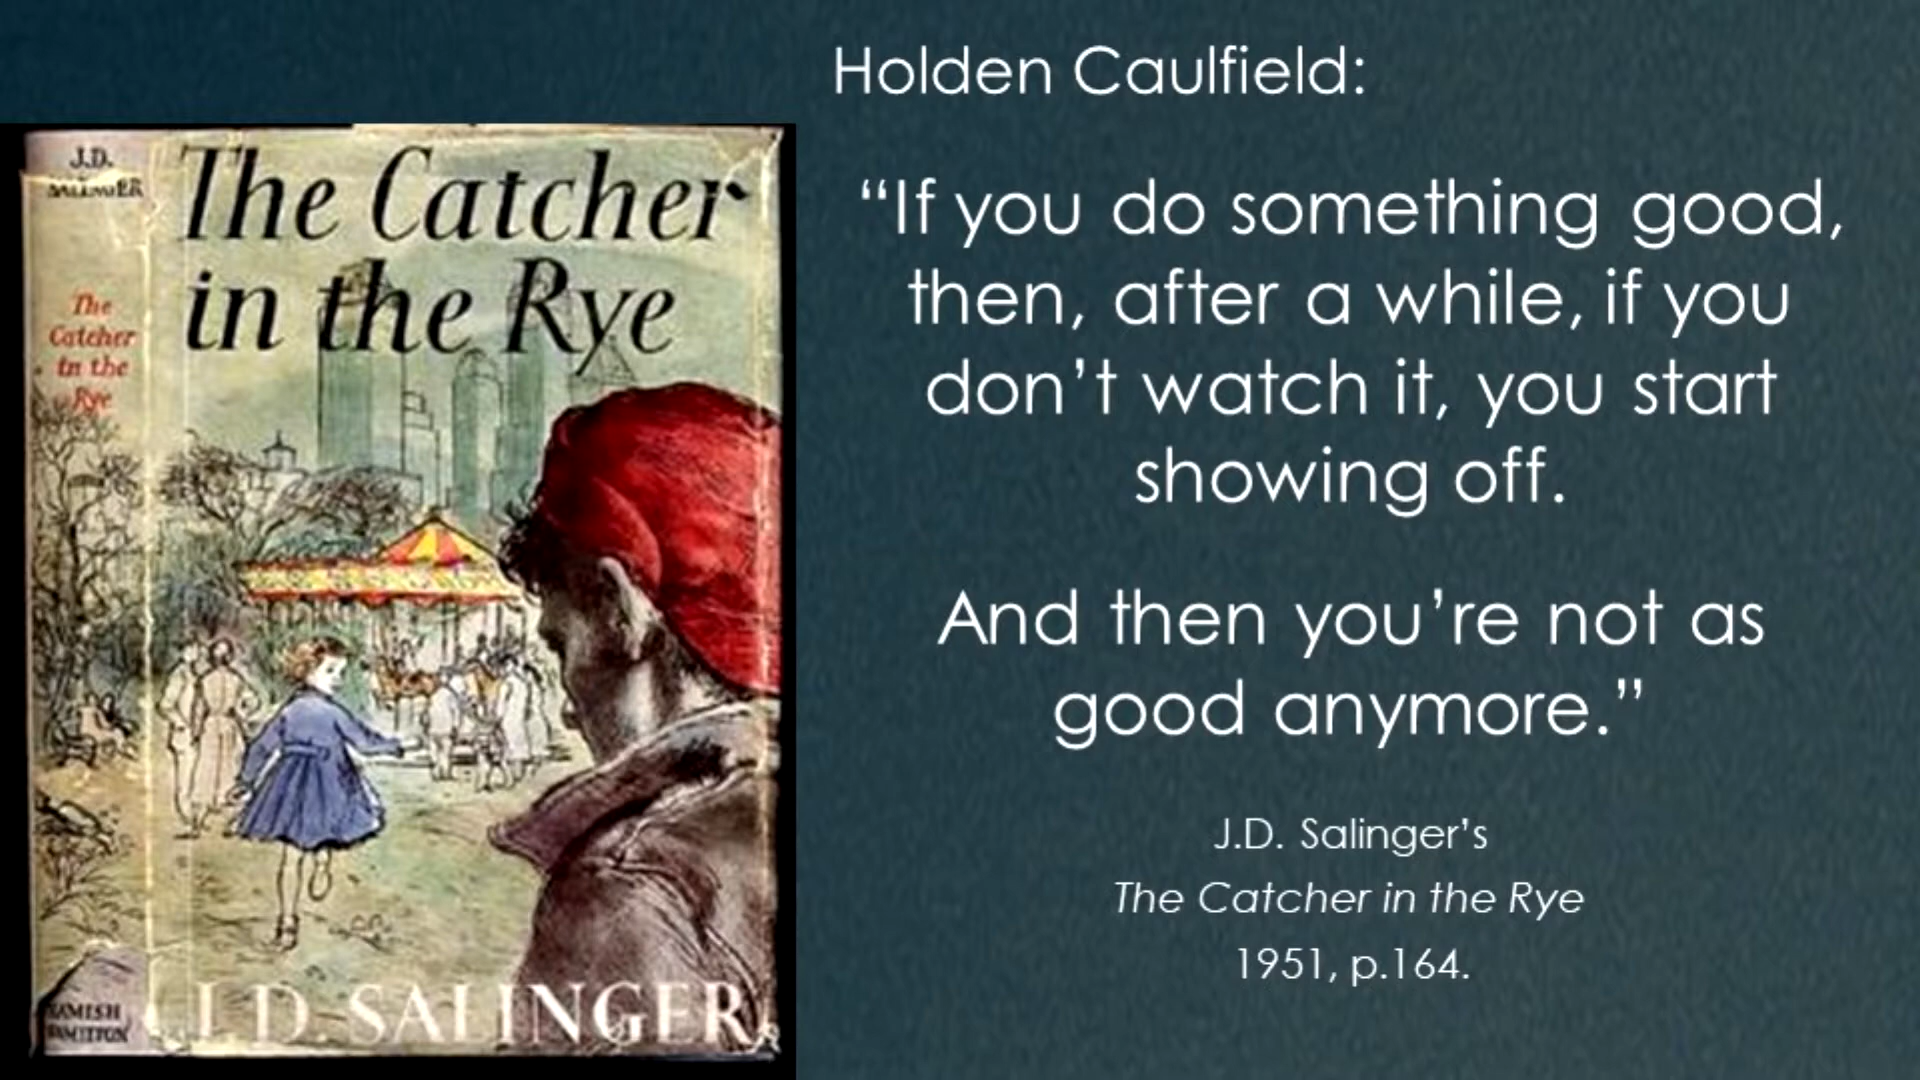 Holden Caulfield:
“If you do something good,
then, after a while, if you
don’t watch it, you start
showing off.
And then you’re not as
good anymore.”
J.D. Salinger’s
The Catcher in the Rye
1951, p.164.
J.D.
SALINGER
The
Catcher
in the
Rye
HAMISH
HAMILTON
The Catcher
in the Rye
J.D. SALINGER